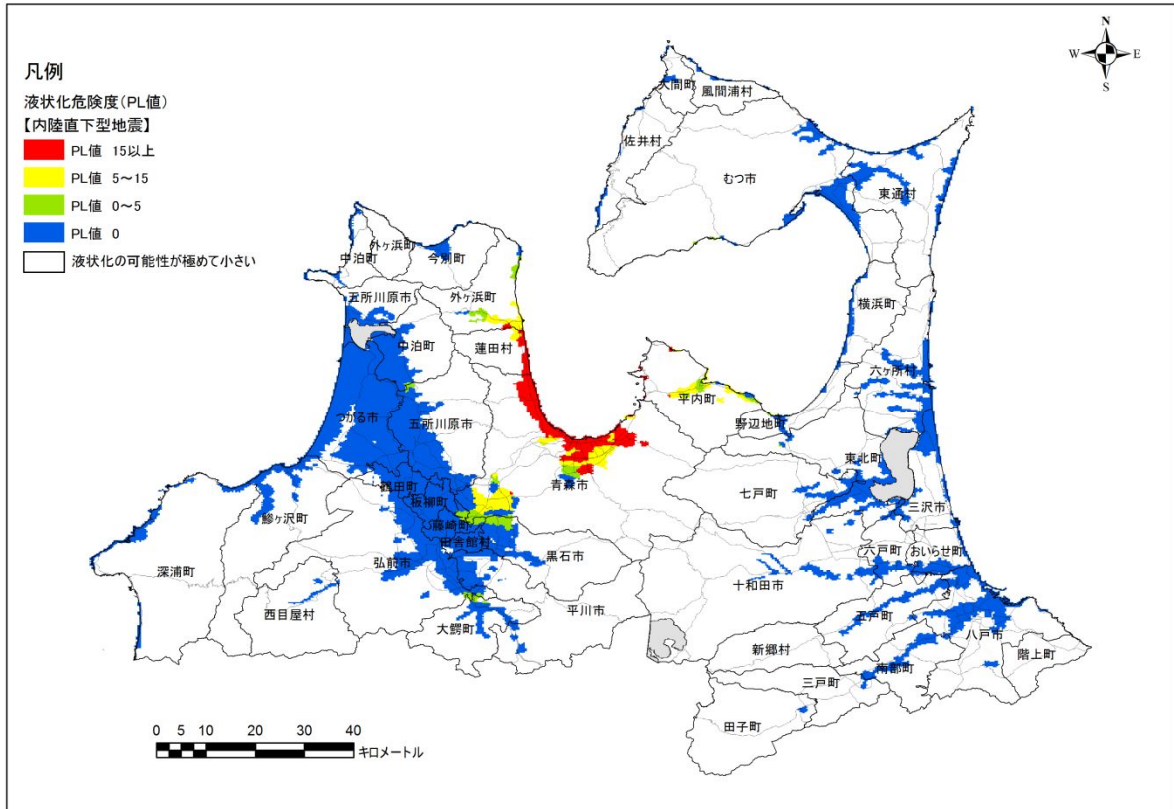 N
W
E
S
凡例
液状化危険度(PL値)
【内陸直下型地震】
PL値 15以上
PL値 5～15
PL値 0～5
PL値 0
液状化の可能性が極めて小さい
大間町
風間浦村
佐井村
むつ市
東通村
外ヶ浜町
中泊町
今別町
五所川原市
外ヶ浜町
横浜町
中泊町
蓬田村
六ヶ所村
平内町
つがる市
五所川原市
野辺地町
東北町
青森市
七戸町
鶴田町
板柳町
三沢市
鰺ヶ沢町
藤崎町
田舎館村
黒石市
六戸町
おいらせ町
弘前市
深浦町
十和田市
西目屋村
平川市
五戸町
大鰐町
八戸市
新郷村
階上町
南部町
三戸町
田子町
0 5 10 20 30 40
キロメートル